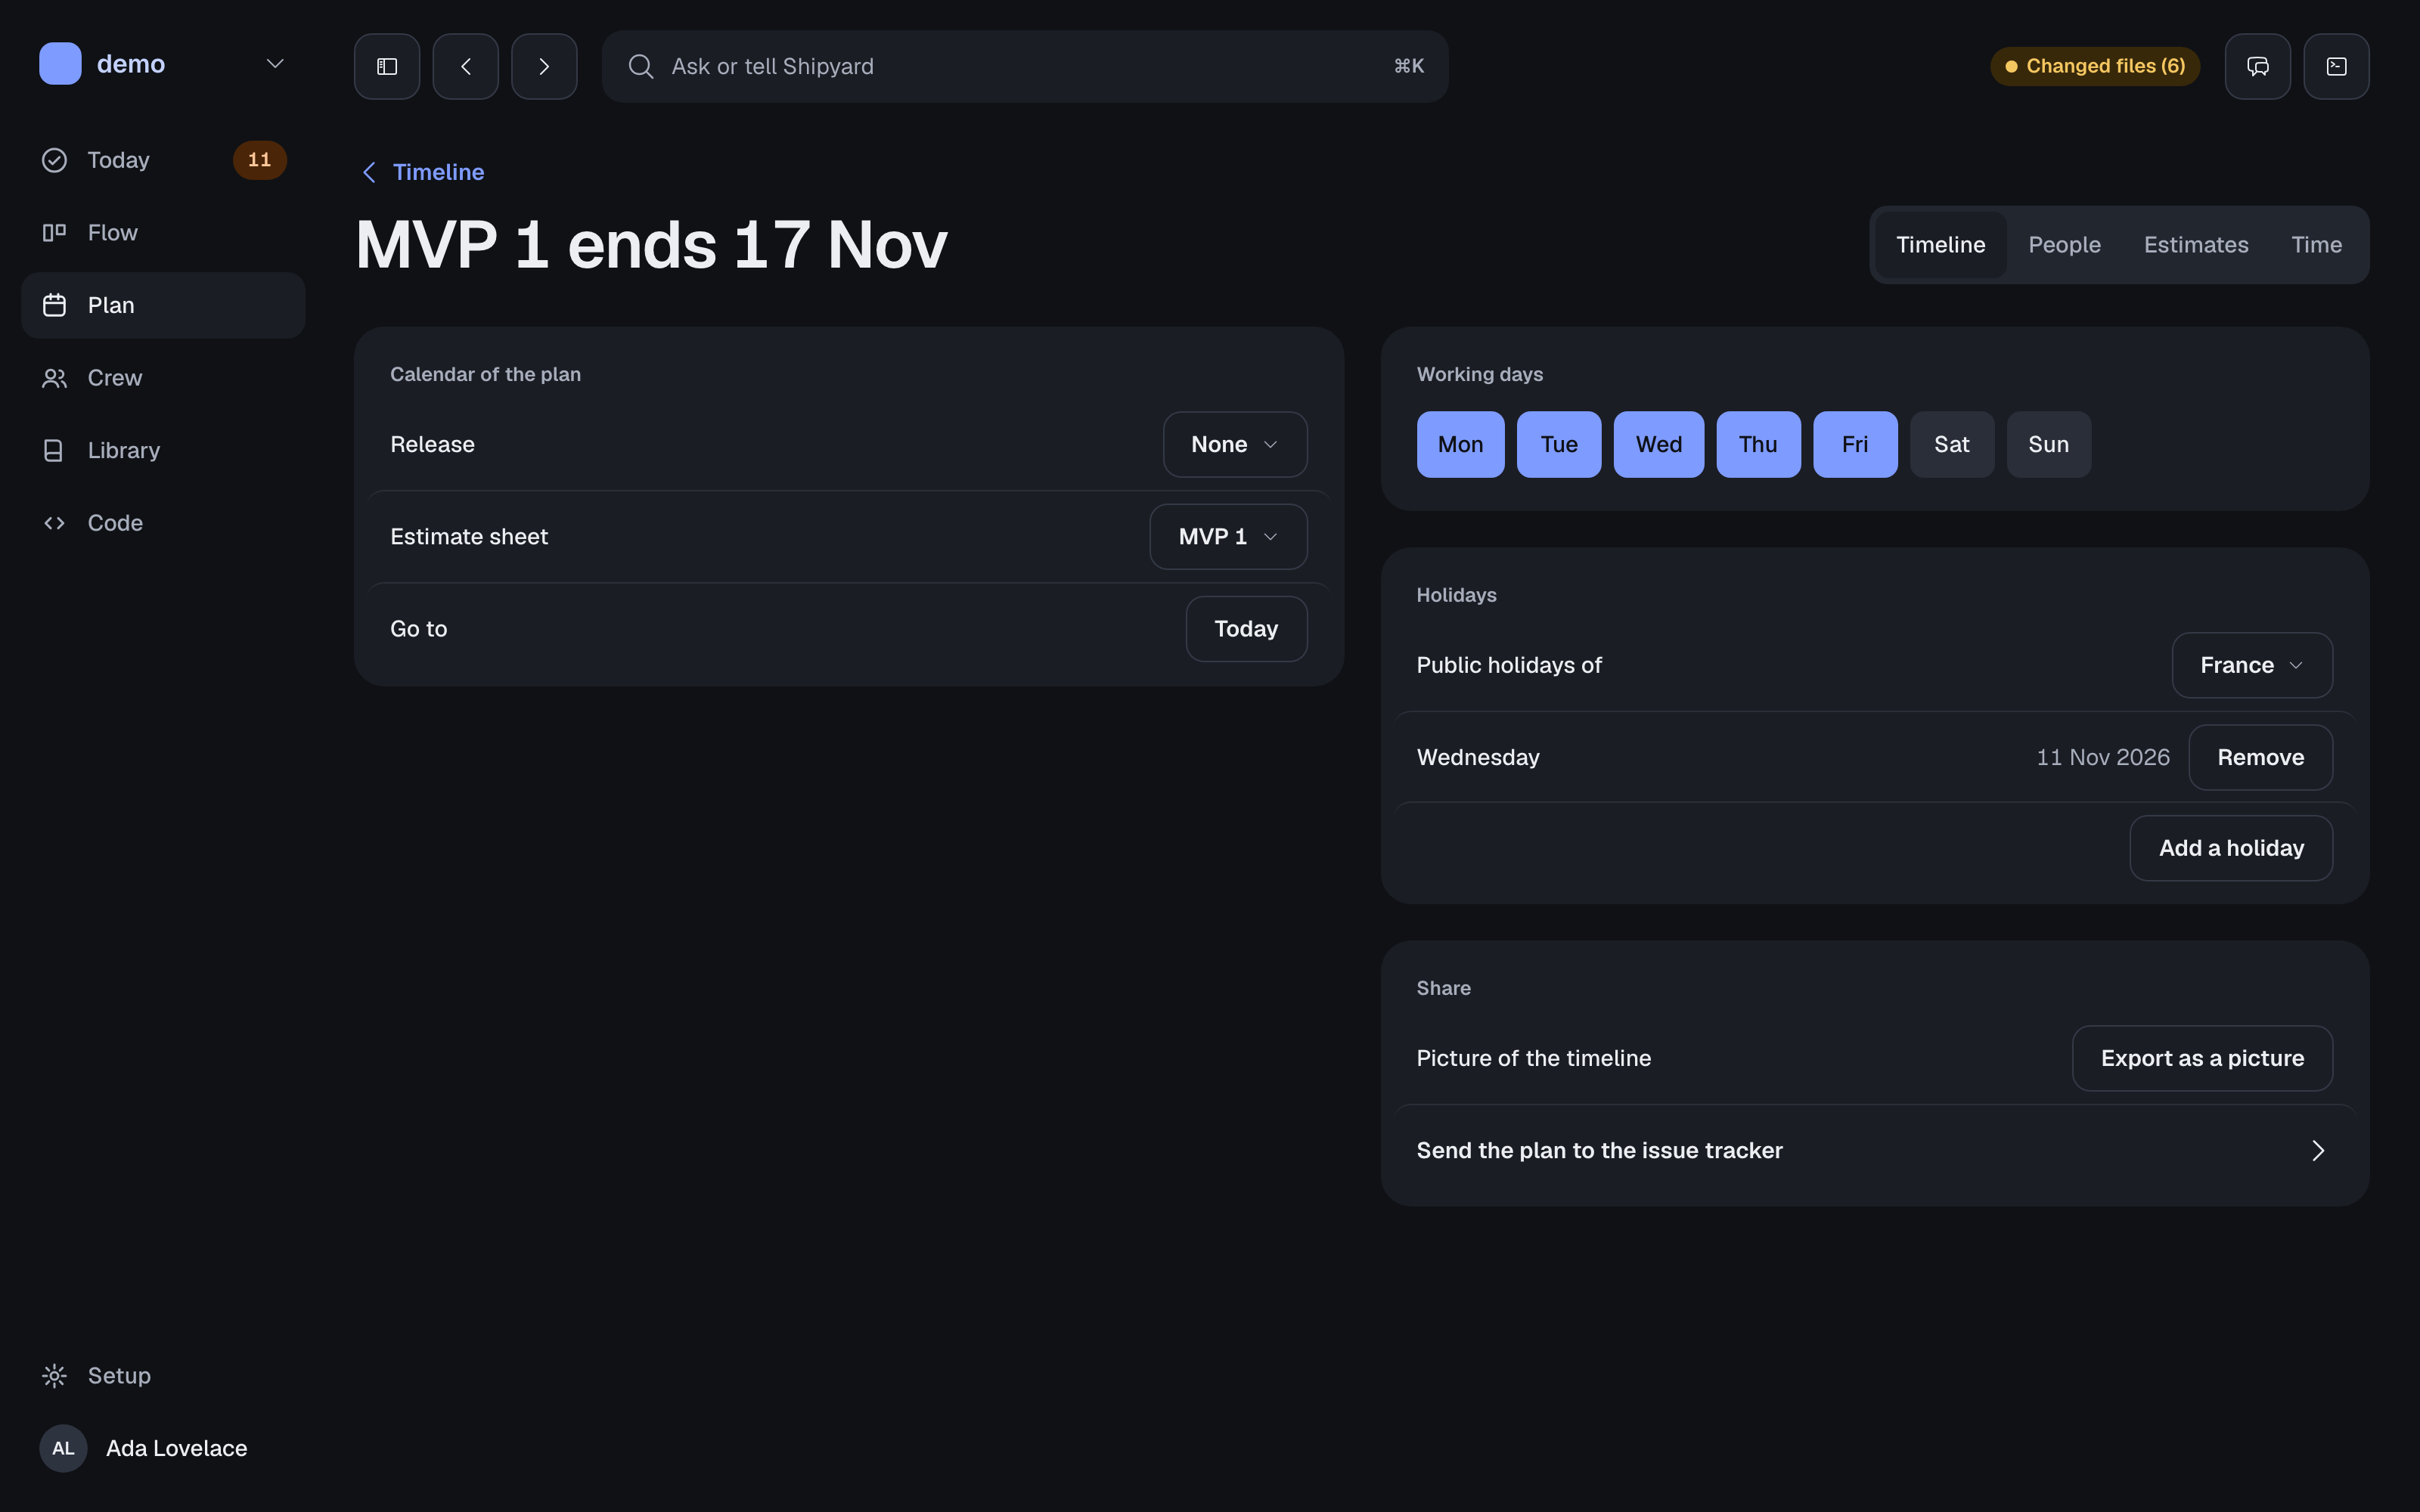 demo
Ask or tell Shipyard
⌘K
Changed files (6)
Today
11
Flow
Plan
Crew
Library
Code
Setup
AL
Ada Lovelace
Timeline
MVP 1 ends 17 Nov
Timeline
People
Estimates
Time
Calendar of the plan
Release
None
Estimate sheet
MVP 1
Go to
Today
Working days
Mon
Tue
Wed
Thu
Fri
Sat
Sun
Holidays
Public holidays of
France
Wednesday
11 Nov 2026
Remove
Add a holiday
Share
Picture of the timeline
Export as a picture
Send the plan to the issue tracker